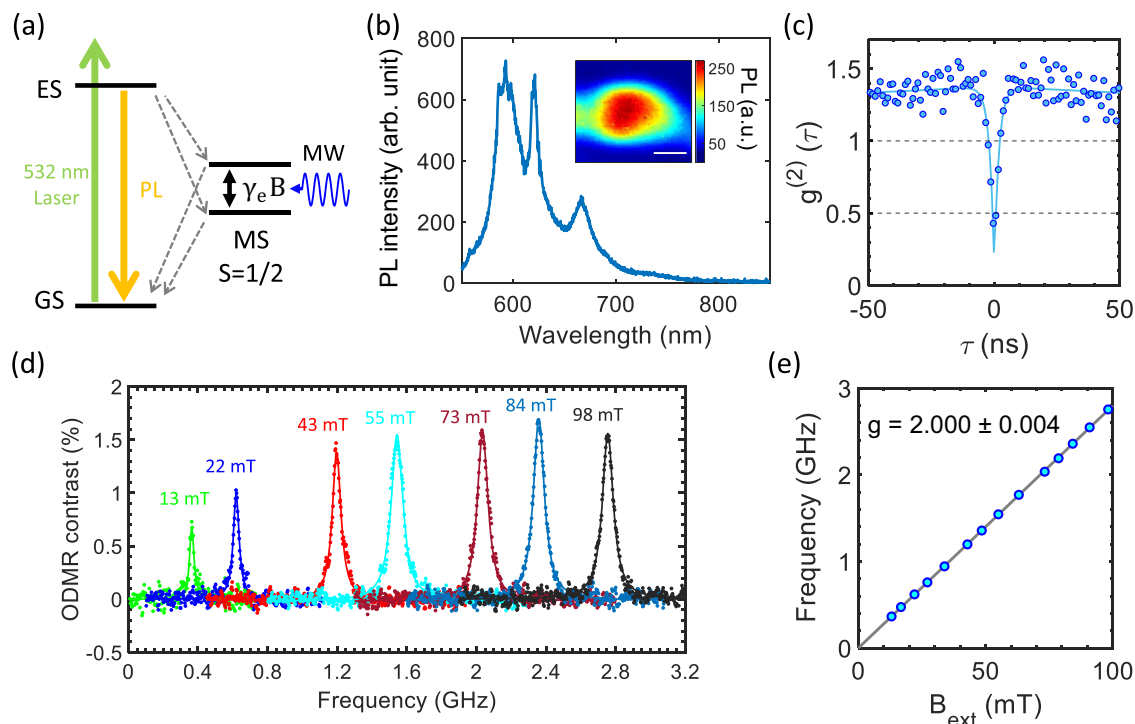 (a)
ES
532 nm
Laser
PL
GS
MW
γₑB
MS
S=1/2
(b)
800
600
400
200
0
PL intensity (arb. unit)
600
700
800
Wavelength (nm)
250
150
50
PL (a.u.)
(c)
1.5
1
0.5
0
g⁽²⁾ (τ)
-50
0
50
τ (ns)
(d)
2
1.5
1
0.5
0
-0.5
ODMR contrast (%)
13 mT
22 mT
43 mT
55 mT
73 mT
84 mT
98 mT
0
0.4
0.8
1.2
1.6
2
2.4
2.8
3.2
Frequency (GHz)
(e)
3
2
1
0
Frequency (GHz)
g = 2.000 ± 0.004
0
50
100
B_ext (mT)